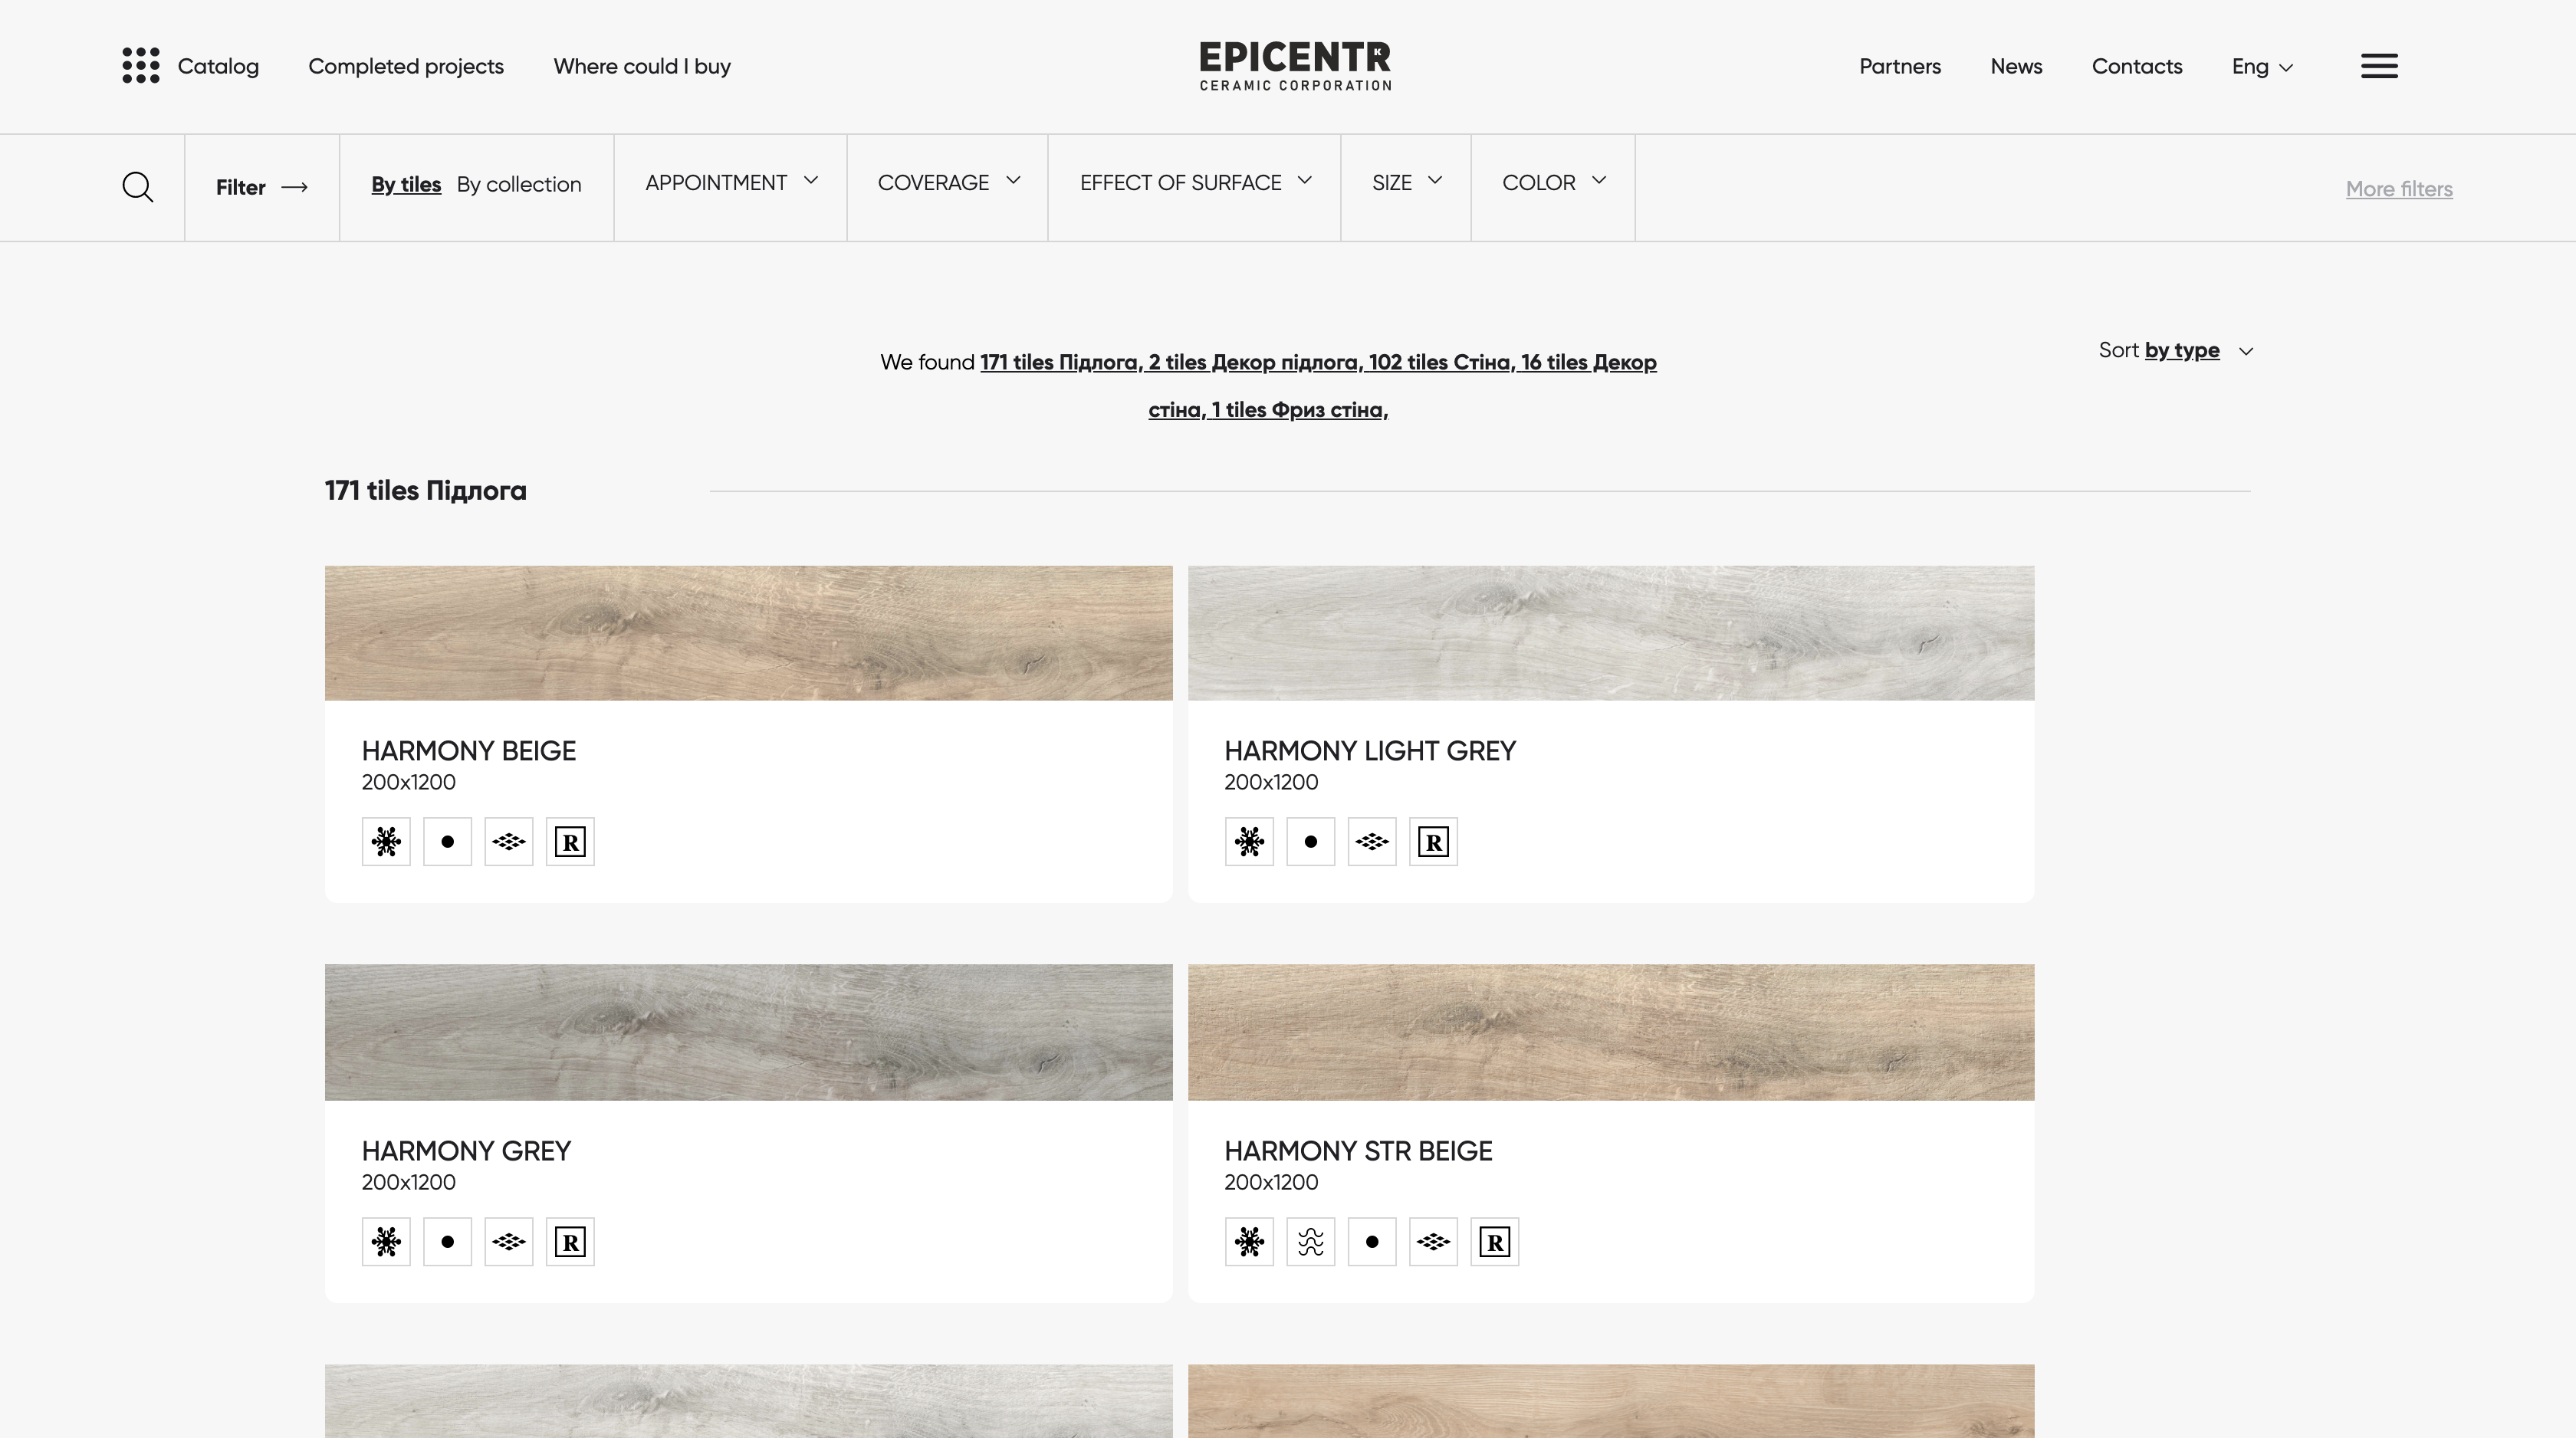 Catalog Completed projects Where could I buy EPICENTR K Partners News Contacts Eng
CERAMIC CORPORATION
Filter By tiles By collection APPOINTMENT COVERAGE EFFECT OF SURFACE SIZE COLOR More filters
We found 171 tiles Підлога, 2 tiles Декор підлога, 102 tiles Стіна, 16 tiles Декор
стіна, 1 tiles Фриз стіна,
Sort by type
171 tiles Підлога
HARMONY BEIGE
200x1200
R
HARMONY LIGHT GREY
200x1200
R
HARMONY GREY
200x1200
R
HARMONY STR BEIGE
200x1200
R